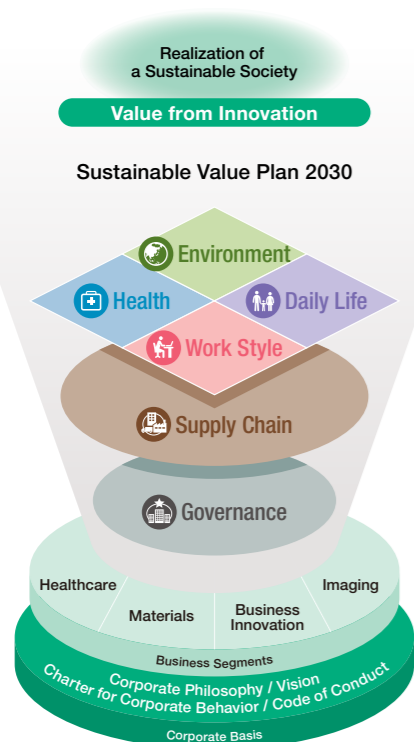 Realization of
a Sustainable Society
Value from Innovation
Sustainable Value Plan 2030
Environment
Health
Daily Life
Work Style
Supply Chain
Governance
Healthcare
Materials
Business
Innovation
Imaging
Business Segments
Corporate Philosophy / Vision
Charter for Corporate Behavior / Code of Conduct
Corporate Basis